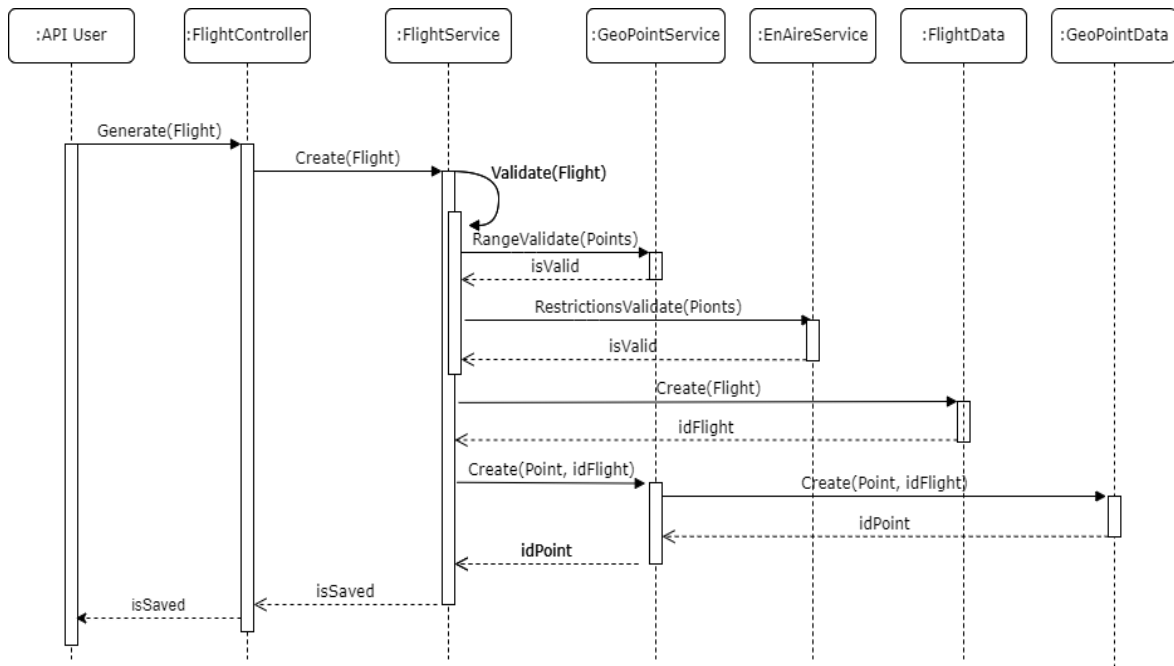 :API User
:FlightController
:FlightService
:GeoPointService
:EnAireService
:FlightData
:GeoPointData
Generate(Flight)
Create(Flight)
Validate(Flight)
RangeValidate(Points)
isValid
RestrictionsValidate(Pionts)
isValid
Create(Flight)
idFlight
Create(Point, idFlight)
Create(Point, idFlight)
idPoint
idPoint
isSaved
isSaved